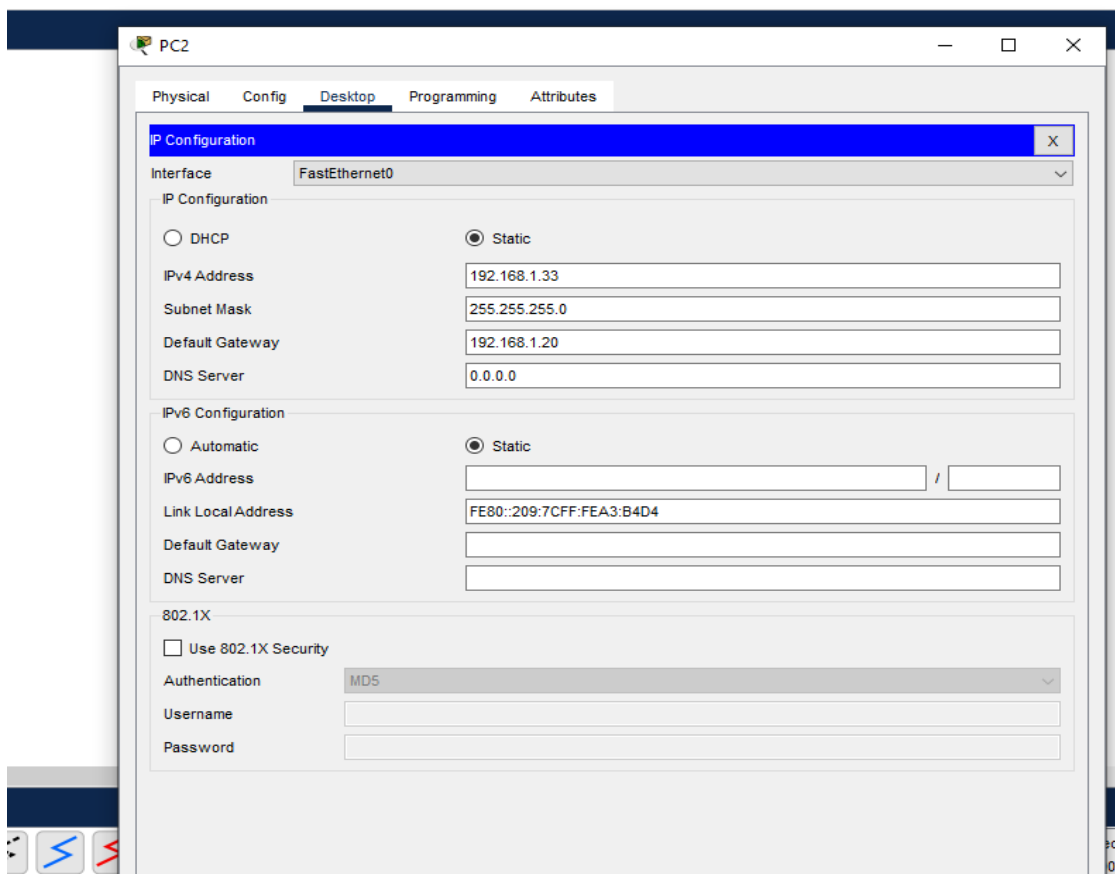 PC2
Physical Config Desktop Programming Attributes
IP Configuration X
Interface FastEthernet0
IP Configuration
DHCP Static
IPv4 Address 192.168.1.33
Subnet Mask 255.255.255.0
Default Gateway 192.168.1.20
DNS Server 0.0.0.0
IPv6 Configuration
Automatic Static
IPv6 Address /
Link Local Address FE80::209:7CFF:FEA3:B4D4
Default Gateway
DNS Server
802.1X
Use 802.1X Security
Authentication MD5
Username
Password